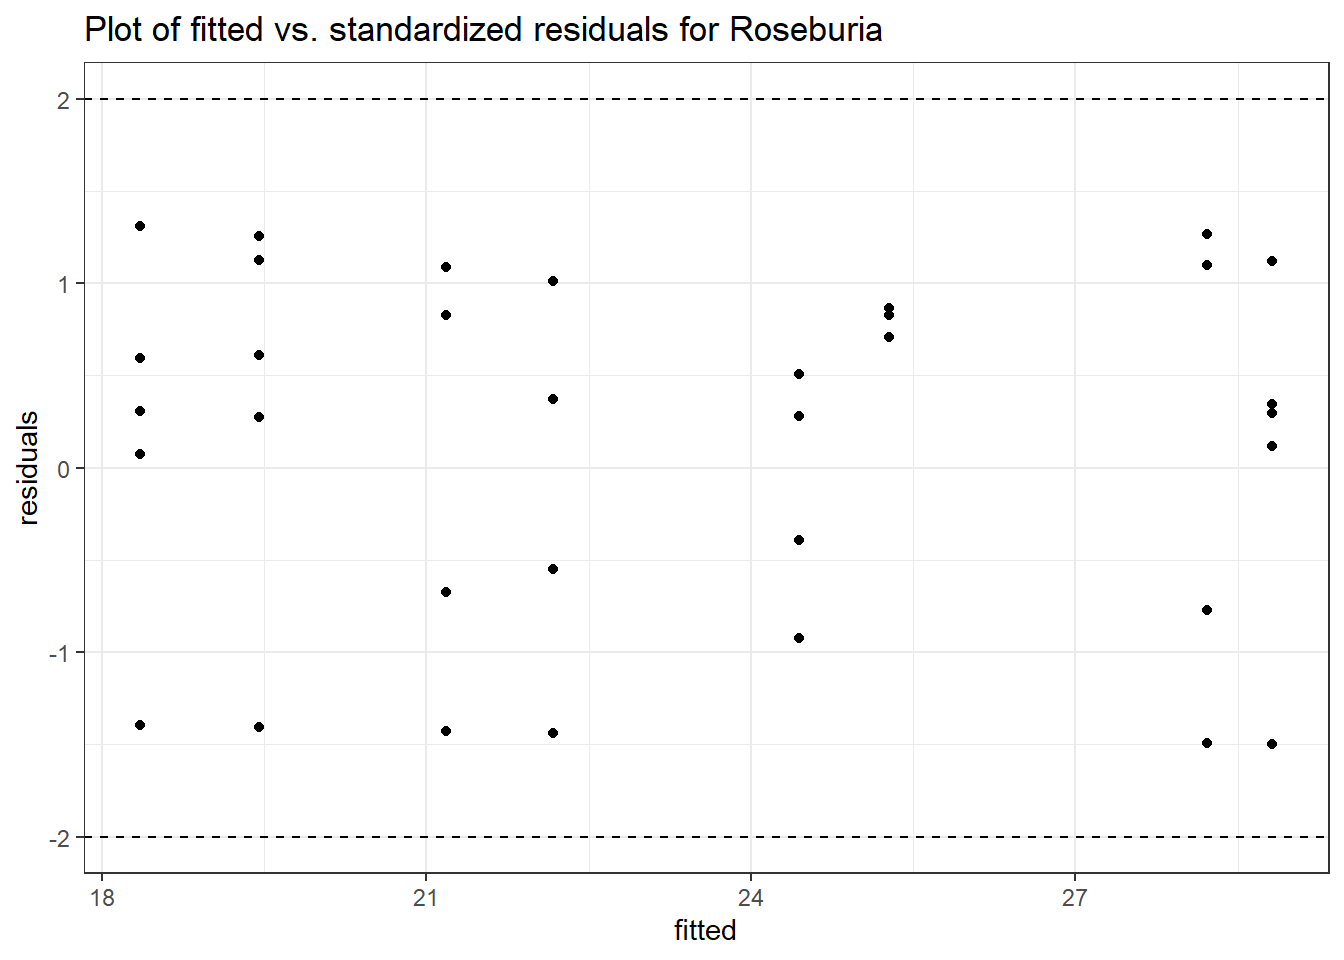 Plot of fitted vs. standardized residuals for Roseburia
2
1
0
-1
-2
residuals
18 21 24 27
fitted